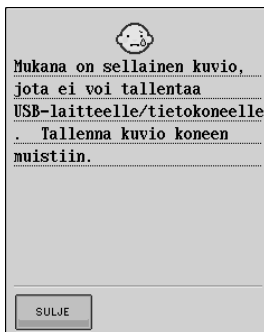 Mukana on sellainen kuvio,
jota ei voi tallentaa
USB-laitteelle/tietokoneelle
. Tallenna kuvio koneen
muistiin.
SULJE